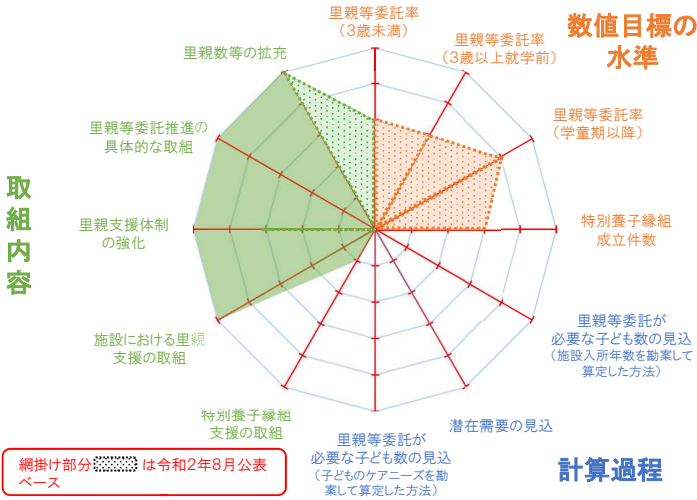 里親等委託率
（3歳未満）
里親等委託率
（3歳以上就学前）
数値目標の
水準
里親数等の拡充
里親等委託率
（学童期以降）
里親等委託推進の
具体的な取組
取組内容
里親支援体制
の強化
特別養子縁組
成立件数
施設における里親
支援の取組
里親等委託が
必要な子ども数の見込
（施設入所年数を勘案して
算定した方法）
特別養子縁組
支援の取組
里親等委託が
必要な子ども数の見込
（子どものケアニーズを勘
案して算定した方法）
潜在需要の見込
計算過程
網掛け部分 は令和2年8月公表
ベース